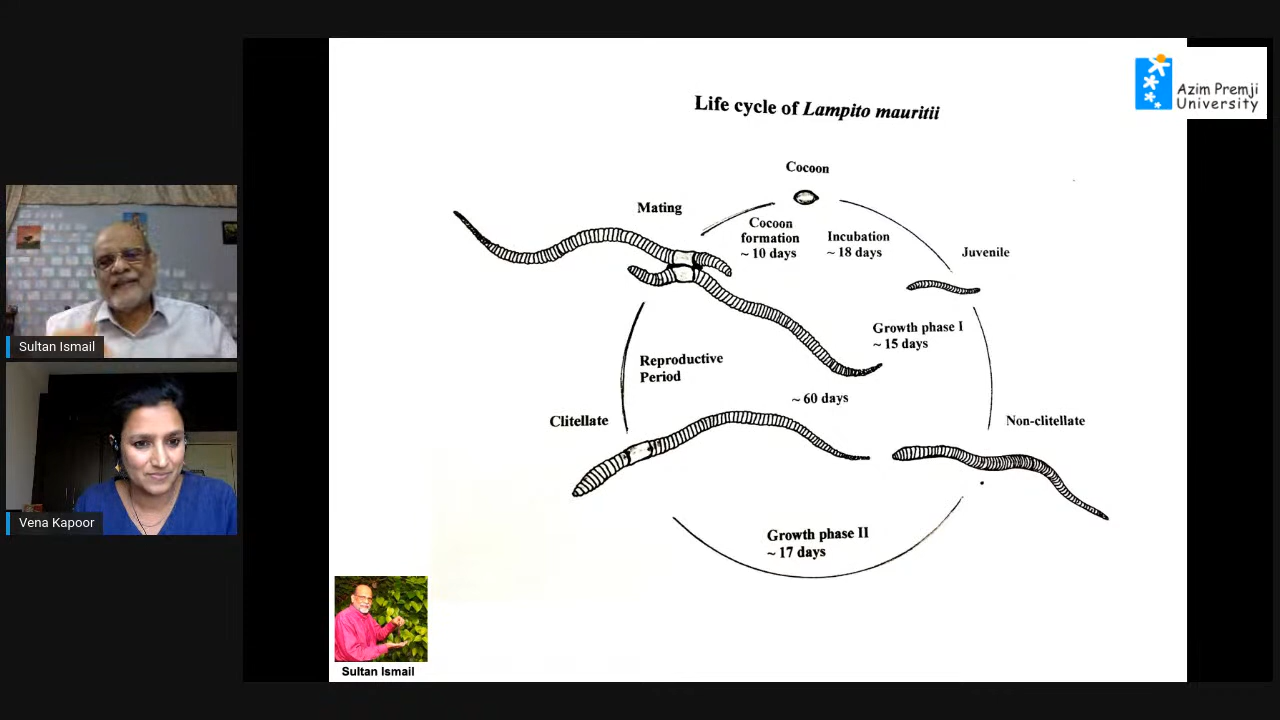 Life cycle of Lampito mauritii
Azim Premji
University
Cocoon
Mating
Cocoon
formation
~ 10 days
Incubation
~ 18 days
Juvenile
Growth phase I
~ 15 days
Reproductive
Period
~ 60 days
Clitellate
Non-clitellate
Growth phase II
~ 17 days
Sultan Ismail
Vena Kapoor
Sultan Ismail